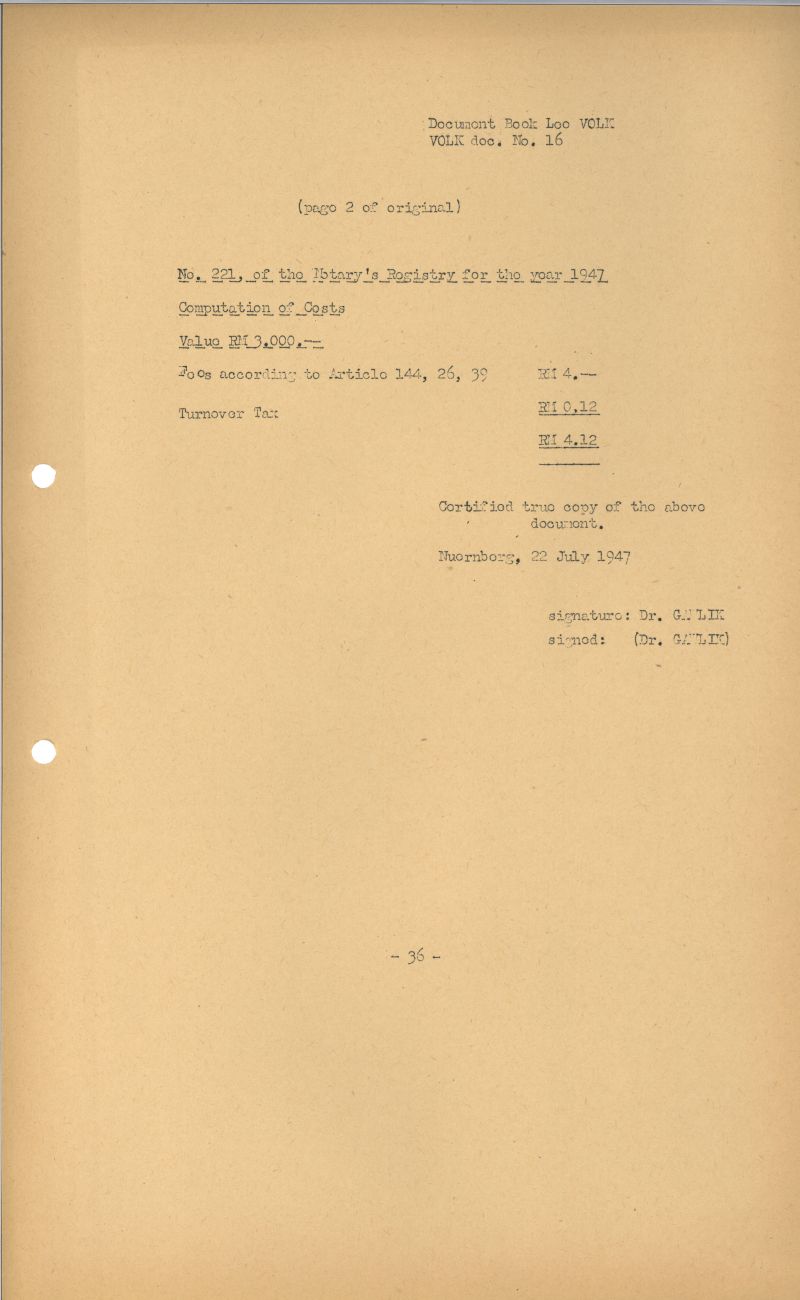 Document Book Leo VOLK
VOLK doc. No. 16
(page 2 of original)
No. 221, of the Notary's Registry for the year 1947
Computation of Costs
Value RM 3.000.--
Fees according to Article 144, 26, 39 RM 4.--
Turnover Tax RM 0,12
RM 4.12
Certified true copy of the above
document.
Nuernberg, 22 July 1947
signature: Dr. GAWLIK
signed: (Dr. GAWLIK)
- 36 -